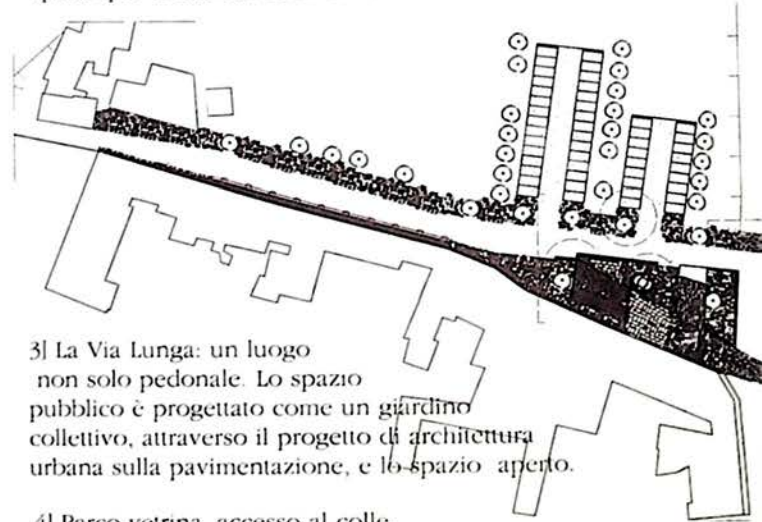 3] La Via Lunga: un luogo
non solo pedonale. Lo spazio
pubblico è progettato come un giardino
collettivo, attraverso il progetto di architettura
urbana sulla pavimentazione, e lo spazio aperto.
4] Parco vetrina, accesso al colle